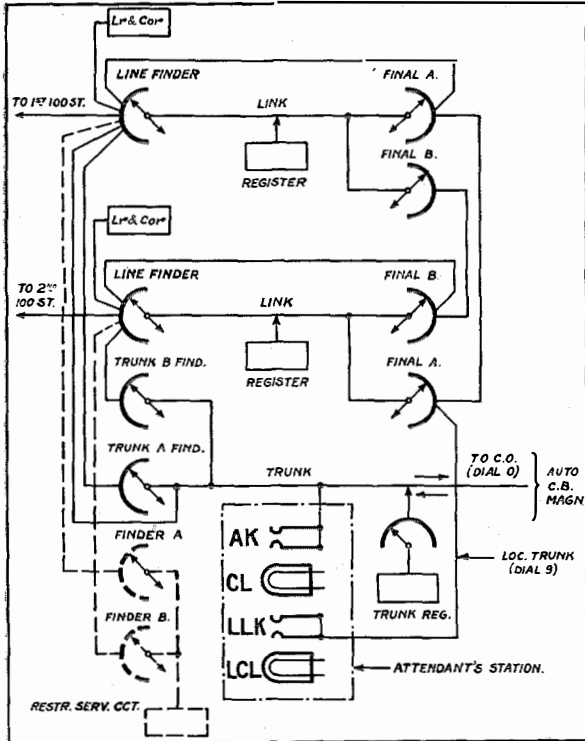 Lr & Cor
LINE FINDER
FINAL A.
TO 1ST 100 ST.
LINK
FINAL B.
REGISTER
Lr & Cor
LINE FINDER
FINAL B.
TO 2ND
100 ST.
LINK
TRUNK B FIND.
REGISTER
FINAL A.
TRUNK A FIND.
TRUNK
TO C.O.
(DIAL 0)
AUTO
C.B.
MAGN.
FINDER A
AK
CL
LOC. TRUNK
(DIAL 9)
FINDER B.
LLK
TRUNK REG.
LCL
ATTENDANT'S STATION.
RESTR. SERV. CCT.